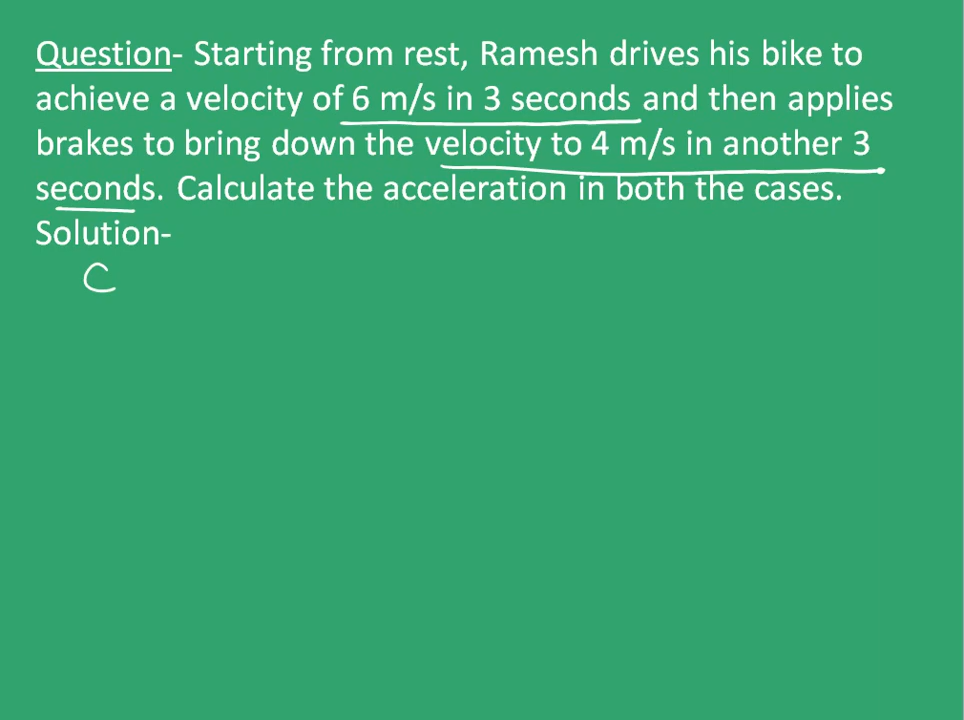 Question- Starting from rest, Ramesh drives his bike to
achieve a velocity of 6 m/s in 3 seconds and then applies
brakes to bring down the velocity to 4 m/s in another 3
seconds. Calculate the acceleration in both the cases.
Solution-
C